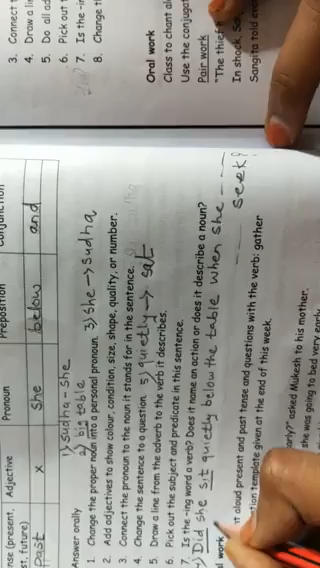 3. Connect t
4. Draw a li
5. Do all ad
6. Pick out t
7. Is the -in
8. Change th
Oral work
Class to chant al
Use the conjugat
Pair work
"The thief
In shock, Sa
Sangita told eve
nse (present,
st, future)
Adjective
Pronoun
Preposition
Conjunction
Past
x
she
below
and
1) Sudha - she
Answer orally
2) big table
1. Change the proper noun into a personal pronoun. 3) She → Sudha
2. Add adjectives to show colour, condition, size, shape, quality, or number.
3. Connect the pronoun to the noun it stands for in the sentence.
4. Change the sentence to a question. 5) quietly → sat
5. Draw a line from the adverb to the verb it describes.
6. Pick out the subject and predicate in this sentence.
7. Is the -ing word a verb? Does it name an action or does it describe a noun?
) Did she sit quietly below the table when she - - -
- - - seek?
l work
it aloud present and past tense and questions with the verb: gather
ation template given at the end of this week.
arly?" asked Mukesh to his mother.
she was going to bed very early